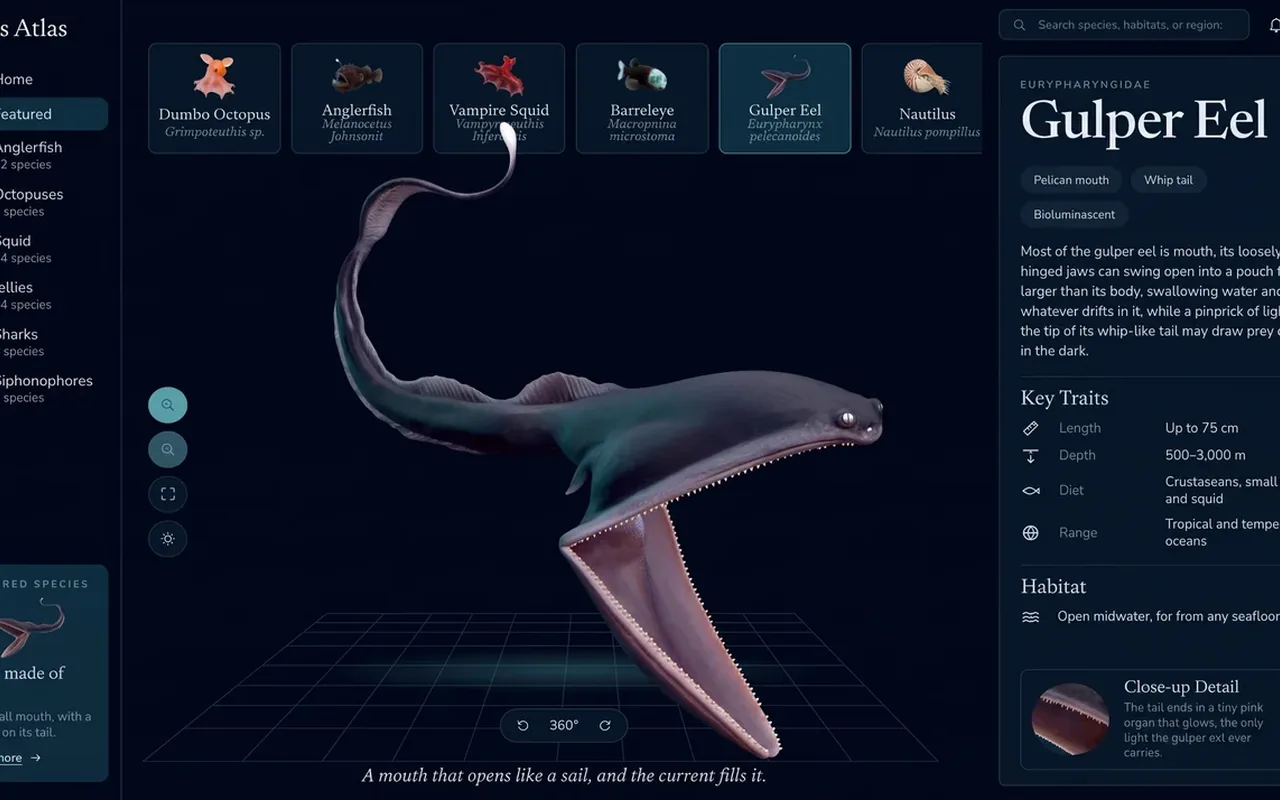 s Atlas
Home
Featured
Anglerfish
2 species
Octopuses
species
Squid
4 species
ellies
4 species
Sharks
species
Siphonophores
species
RED SPECIES
made of
all mouth, with a
on its tail.
more →
Dumbo Octopus
Grimpoteuthis sp.
Anglerfish
Melanocetus
Johnsonit
Vampire Squid
Barreleye
Macropnina
microstoma
Gulper Eel
Eurypharynx
pelecanoides
Nautilus
Nautilus pompillus
360°
A mouth that opens like a sail, and the current fills it.
Search species, habitats, or region:
EURYPHARYNGIDAE
Gulper Eel
Pelican mouth
Whip tail
Bioluminascent
Most of the gulper eel is mouth, its loosely
hinged jaws can swing open into a pouch f
larger than its body, swallowing water and
whatever drifts in it, while a pinprick of ligh
the tip of its whip-like tail may draw prey
in the dark.
Key Traits
Length Up to 75 cm
Depth 500–3,000 m
Diet Crustaseans, small
and squid
Range Tropical and tempe
oceans
Habitat
Open midwater, for from any seafloor
Close-up Detail
The tail ends in a tiny pink
organ that glows, the only
light the gulper exl ever
carries.